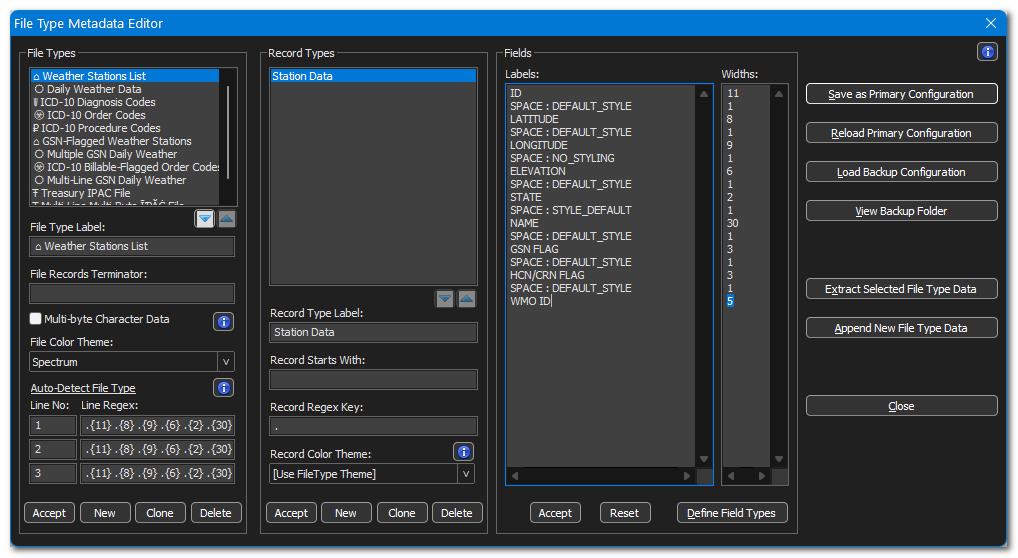 File Type Metadata Editor
File Types
⌂ Weather Stations List
Daily Weather Data
ICD-10 Diagnosis Codes
ICD-10 Order Codes
ICD-10 Procedure Codes
⌂ GSN-Flagged Weather Stations
Multiple GSN Daily Weather
ICD-10 Billable-Flagged Order Codes
Multi-Line GSN Daily Weather
Ŧ Treasury IPAC File
Ŧ Multi-Line Multi-Byte ĪPĂĊ File
File Type Label:
⌂ Weather Stations List
File Records Terminator:
Multi-byte Character Data
File Color Theme:
Spectrum
Auto-Detect File Type
Line No: Line Regex:
1 .{11} .{8} .{9} .{6} .{2} .{30}
2 .{11} .{8} .{9} .{6} .{2} .{30}
3 .{11} .{8} .{9} .{6} .{2} .{30}
Accept New Clone Delete
Record Types
Station Data
Record Type Label:
Station Data
Record Starts With:
Record Regex Key:
.
Record Color Theme:
[Use FileType Theme]
Accept New Clone Delete
Fields
Labels: Widths:
ID 11
SPACE : DEFAULT_STYLE 1
LATITUDE 8
SPACE : DEFAULT_STYLE 1
LONGITUDE 9
SPACE : NO_STYLING 1
ELEVATION 6
SPACE : DEFAULT_STYLE 1
STATE 2
SPACE : STYLE_DEFAULT 1
NAME 30
SPACE : DEFAULT_STYLE 1
GSN FLAG 3
SPACE : DEFAULT_STYLE 1
HCN/CRN FLAG 3
SPACE : DEFAULT_STYLE 1
WMO ID 5
Accept Reset Define Field Types
Save as Primary Configuration
Reload Primary Configuration
Load Backup Configuration
View Backup Folder
Extract Selected File Type Data
Append New File Type Data
Close